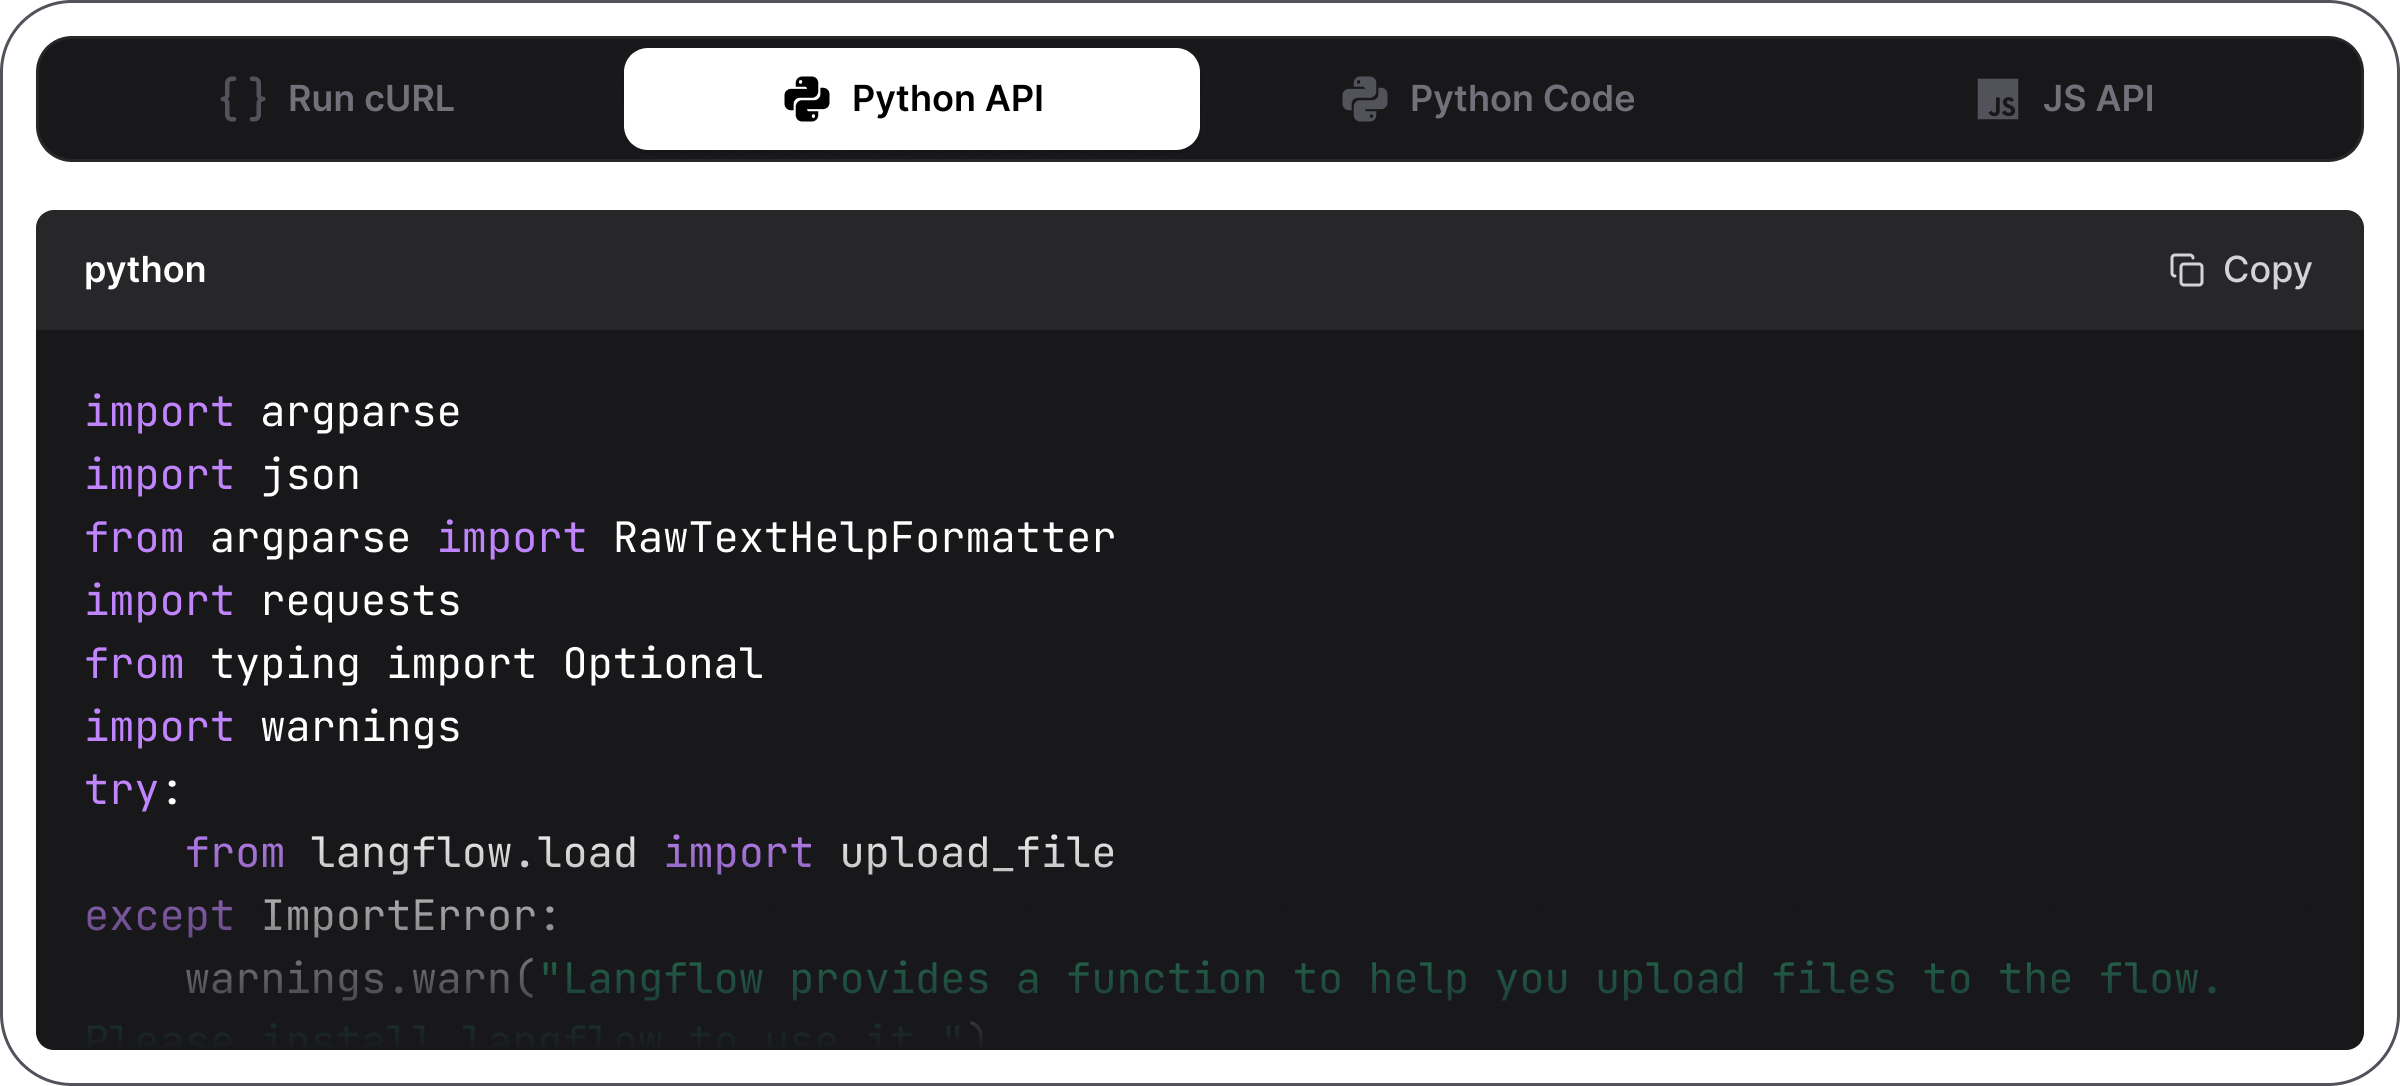 { } Run cURL
Python API
Python Code
JS JS API
python
Copy
import argparse
import json
from argparse import RawTextHelpFormatter
import requests
from typing import Optional
import warnings
try:
    from langflow.load import upload_file
except ImportError:
    warnings.warn("Langflow provides a function to help you upload files to the flow.
Please install langflow to use it.")